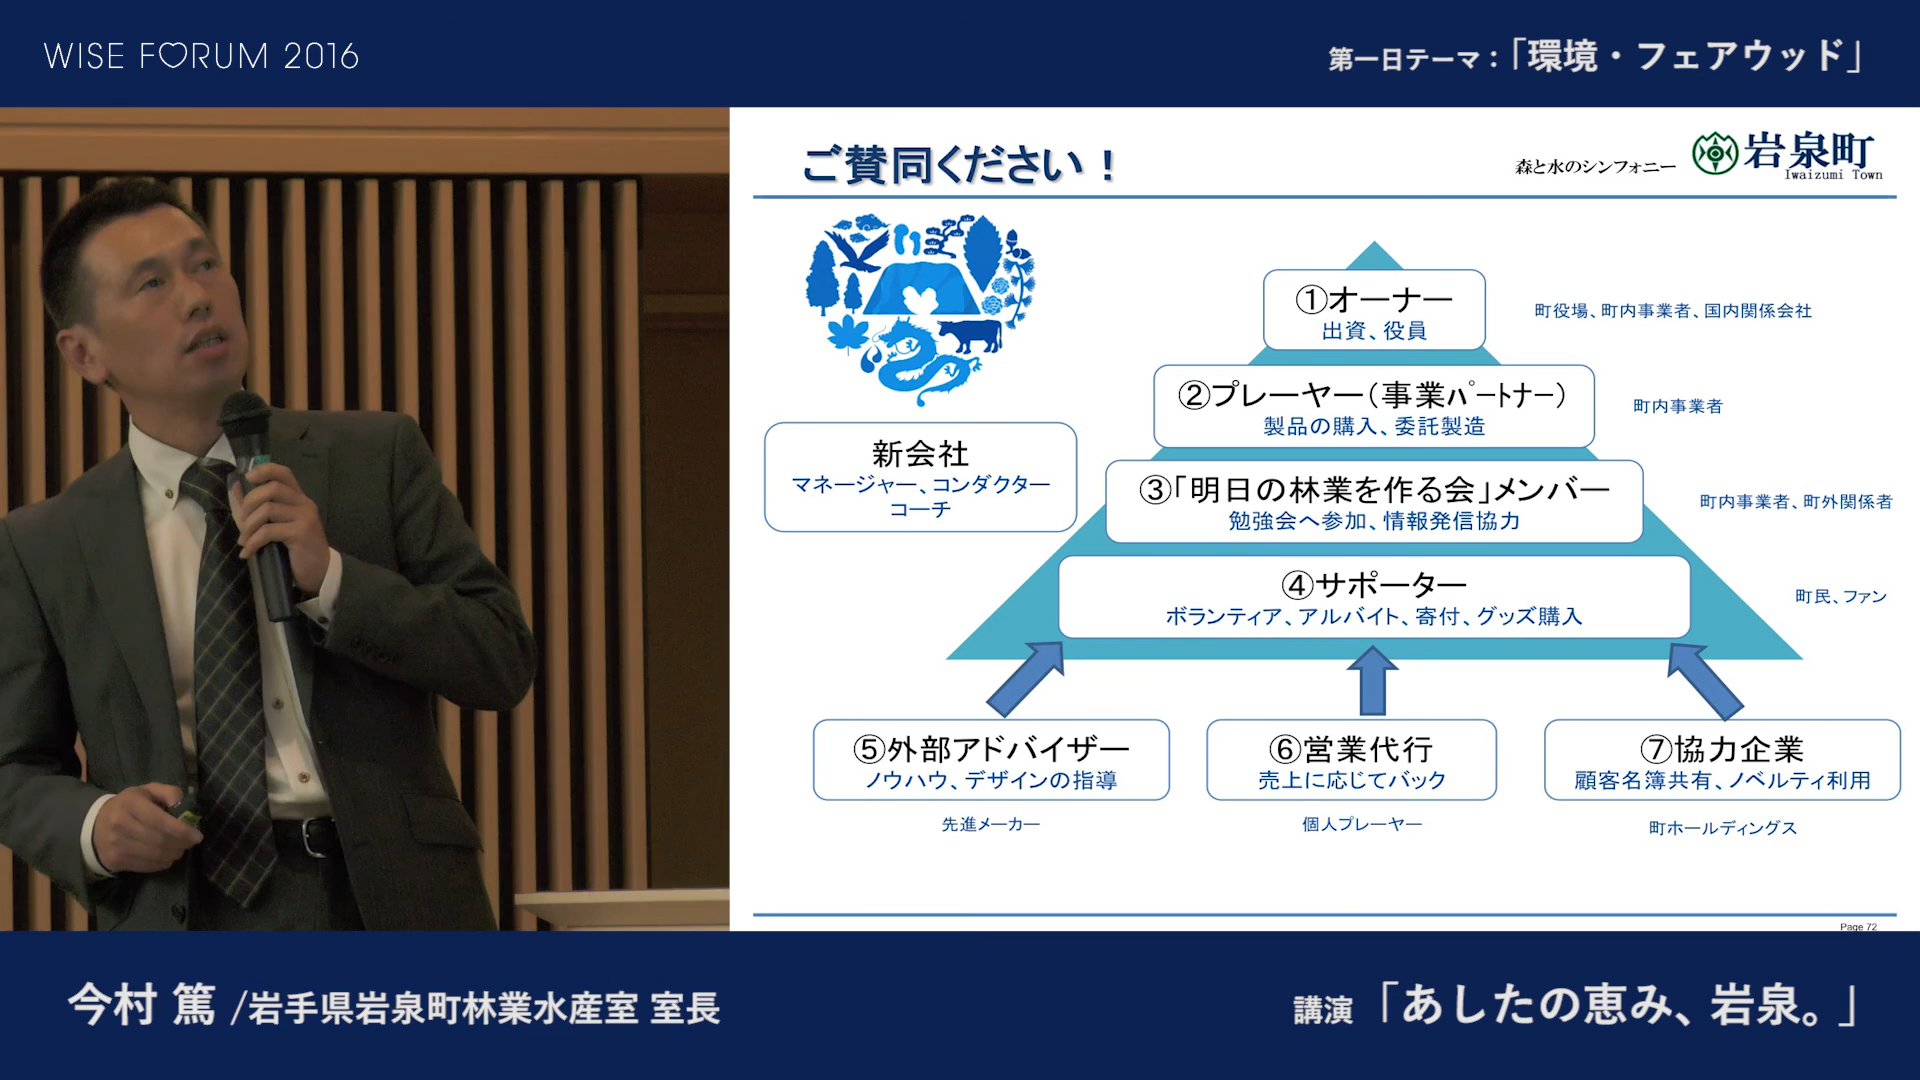 WISE FORUM 2016
第一日テーマ：「環境・フェアウッド」
ご賛同ください！
森と水のシンフォニー
岩泉町
Iwaizumi Town
①オーナー
出資、役員
町役場、町内事業者、国内関係会社
②プレーヤー（事業ﾊﾟｰﾄﾅｰ）
製品の購入、委託製造
町内事業者
新会社
マネージャー、コンダクター
コーチ
③「明日の林業を作る会」メンバー
勉強会へ参加、情報発信協力
町内事業者、町外関係者
④サポーター
ボランティア、アルバイト、寄付、グッズ購入
町民、ファン
⑤外部アドバイザー
ノウハウ、デザインの指導
先進メーカー
⑥営業代行
売上に応じてバック
個人プレーヤー
⑦協力企業
顧客名簿共有、ノベルティ利用
町ホールディングス
Page 72
今村 篤 /岩手県岩泉町林業水産室 室長
講演 「あしたの恵み、岩泉。」